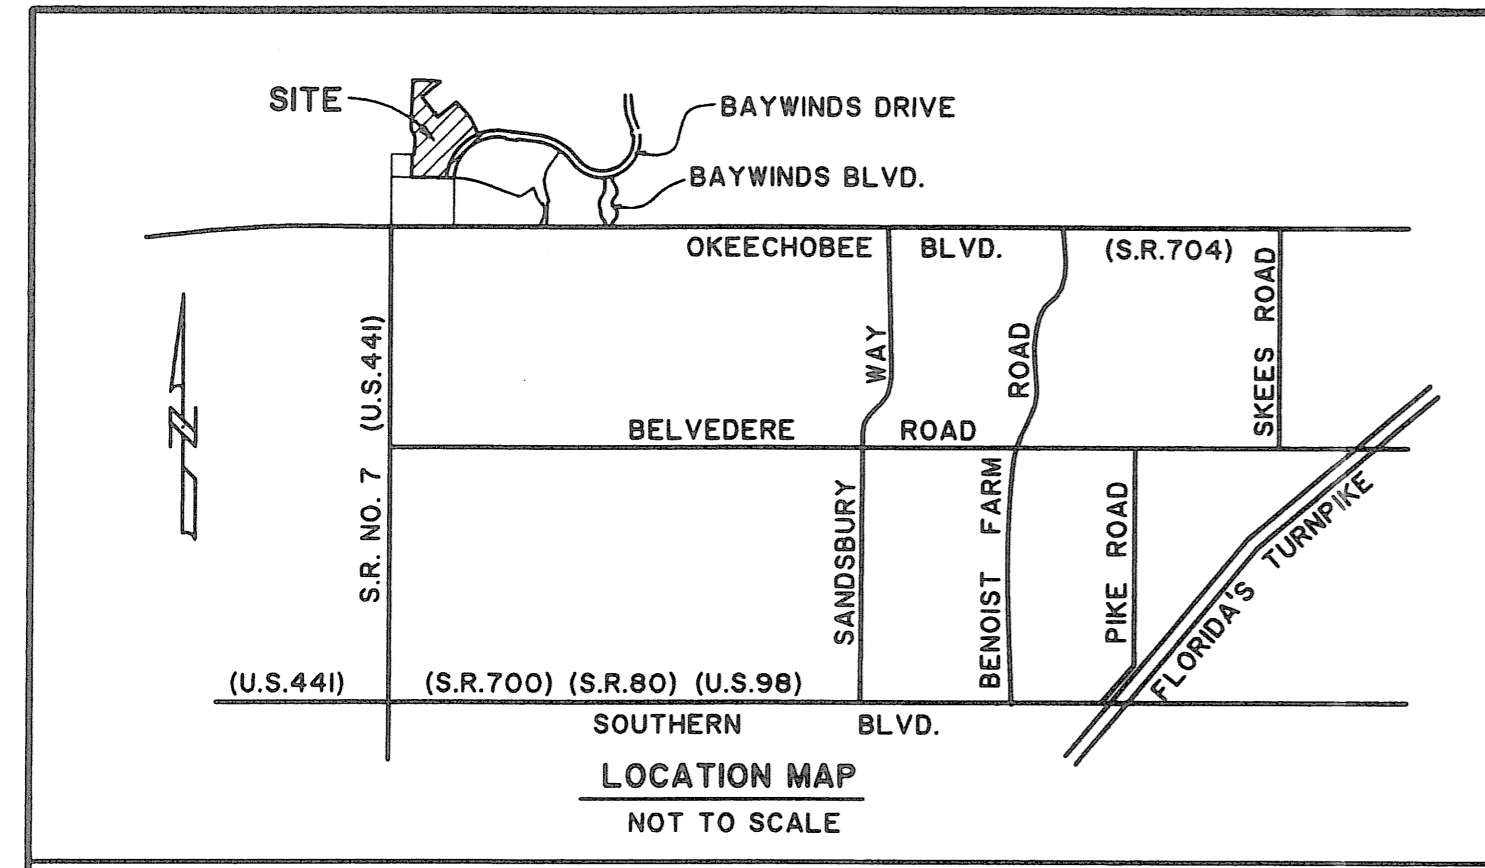 SITE
BAYWINDS DRIVE
BAYWINDS BLVD.
OKEECHOBEE BLVD. (S.R.704)
S.R. NO. 7 (U.S.441)
N
SANDSBURY WAY
BENOIST FARM ROAD
SKEES ROAD
BELVEDERE ROAD
PIKE ROAD
FLORIDA'S TURNPIKE
(U.S.441) (S.R.700) (S.R.80) (U.S.98)
SOUTHERN BLVD.
LOCATION MAP
NOT TO SCALE